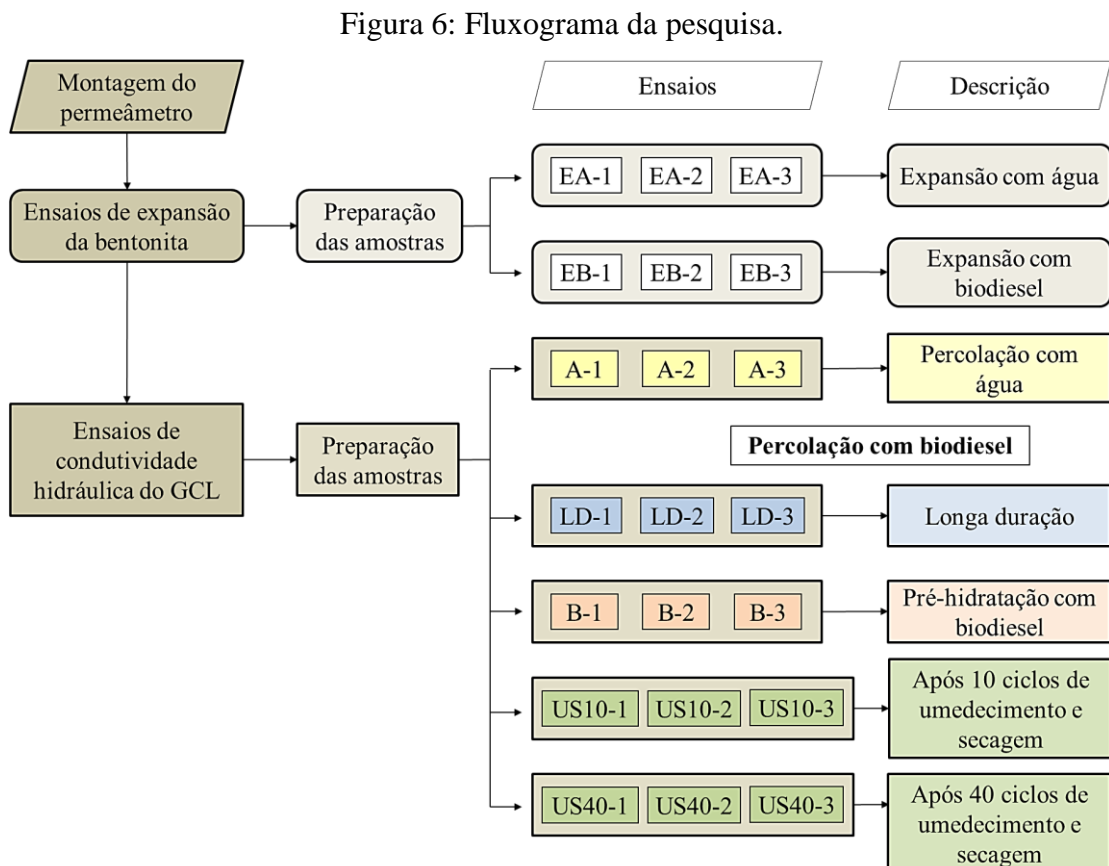 Figura 6: Fluxograma da pesquisa.
Montagem do
permeâmetro
Ensaios
Descrição
Ensaios de expansão
da bentonita
Preparação
das amostras
EA-1 EA-2 EA-3
Expansão com água
EB-1 EB-2 EB-3
Expansão com
biodiesel
Ensaios de
condutividade
hidráulica do GCL
Preparação
das amostras
A-1 A-2 A-3
Percolação com
água
Percolação com biodiesel
LD-1 LD-2 LD-3
Longa duração
B-1 B-2 B-3
Pré-hidratação com
biodiesel
US10-1 US10-2 US10-3
Após 10 ciclos de
umedecimento e
secagem
US40-1 US40-2 US40-3
Após 40 ciclos de
umedecimento e
secagem